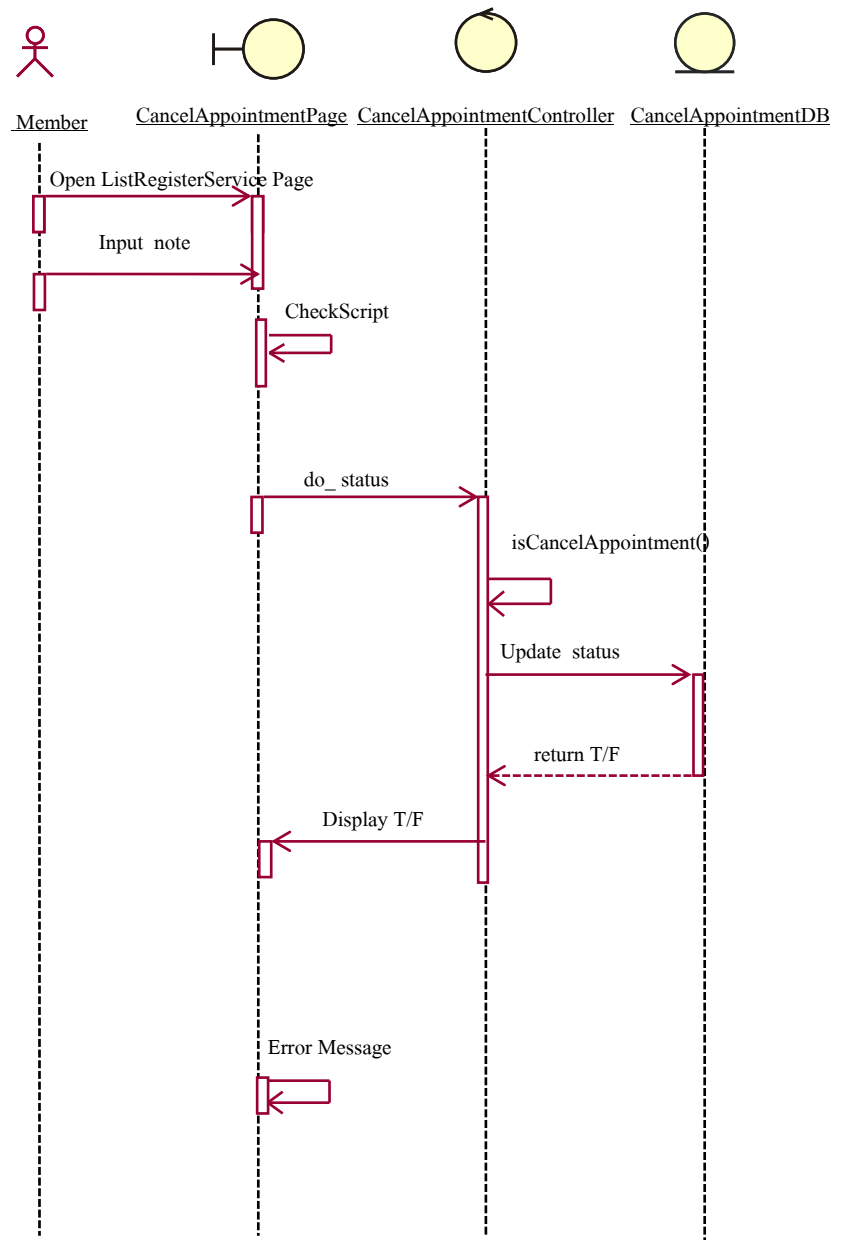 Member
CancelAppointmentPage
CancelAppointmentController
CancelAppointmentDB
Open ListRegisterService Page
Input note
CheckScript
do_ status
isCancelAppointment()
Update status
return T/F
Display T/F
Error Message